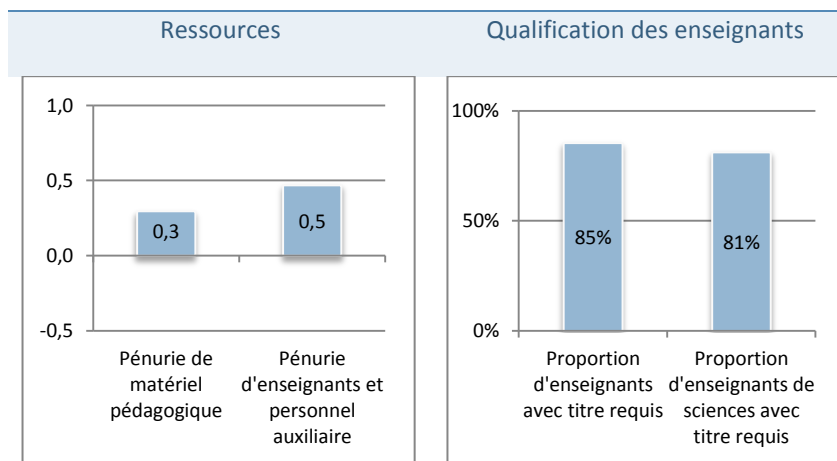 Ressources
Qualification des enseignants
1,0
0,5
0,0
-0,5
0,3
0,5
Pénurie de
matériel
pédagogique
Pénurie
d'enseignants et
personnel
auxiliaire
100%
50%
0%
85%
81%
Proportion
d'enseignants
avec titre requis
Proportion
d'enseignants de
sciences avec
titre requis